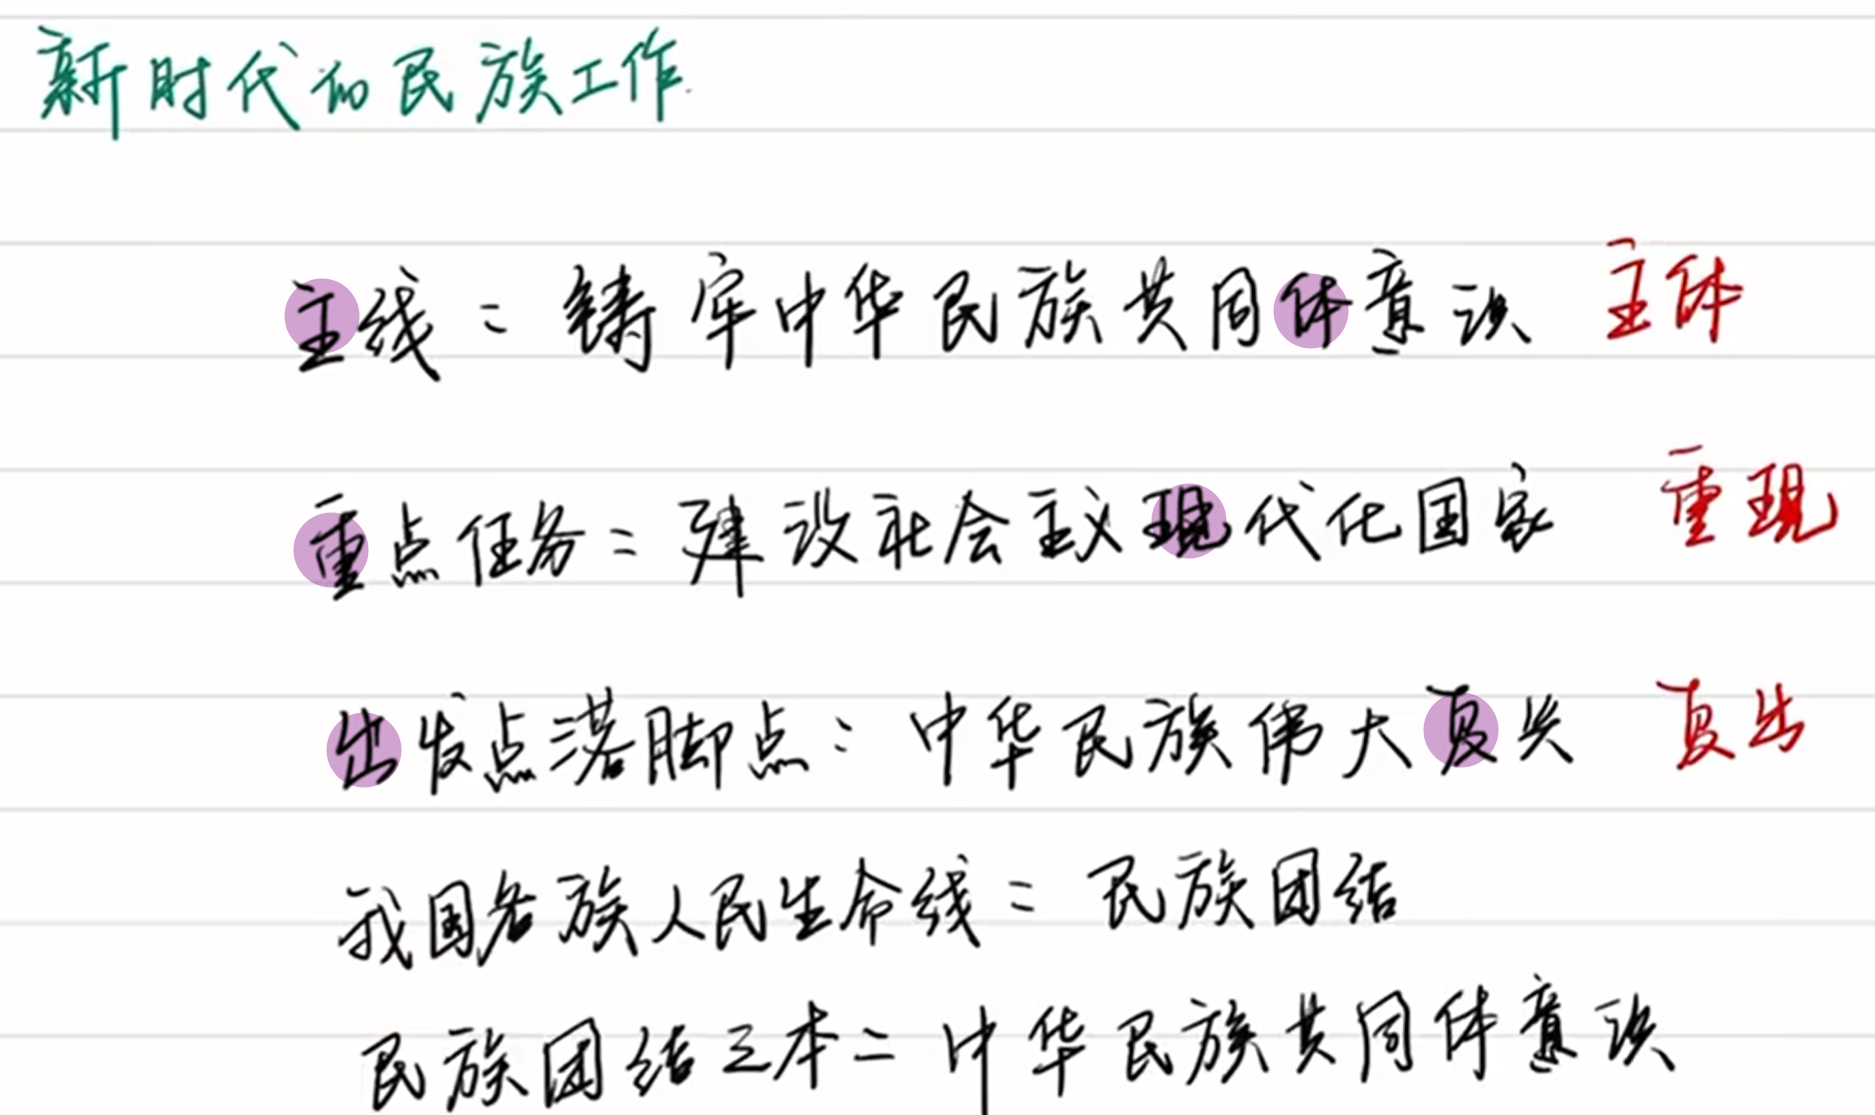 新时代的民族工作
主线：铸牢中华民族共同体意识 主体
重点任务：建设社会主义现代化国家 重现
出发点落脚点：中华民族伟大复兴 复出
我国各族人民生命线：民族团结
民族团结之本：中华民族共同体意识